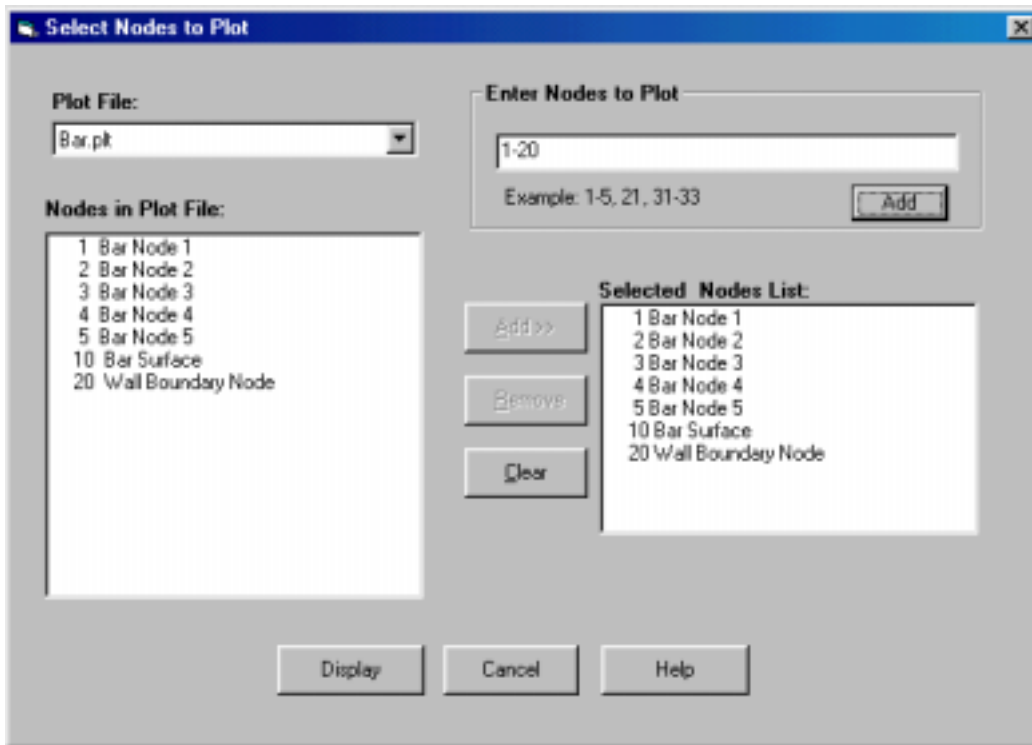 Select Nodes to Plot
Plot File:
Bar.plt
Nodes in Plot File:
1 Bar Node 1
2 Bar Node 2
3 Bar Node 3
4 Bar Node 4
5 Bar Node 5
10 Bar Surface
20 Wall Boundary Node
Enter Nodes to Plot
1-20
Example: 1-5, 21, 31-33
Add
Add >>
Remove
Clear
Selected Nodes List:
1 Bar Node 1
2 Bar Node 2
3 Bar Node 3
4 Bar Node 4
5 Bar Node 5
10 Bar Surface
20 Wall Boundary Node
Display
Cancel
Help